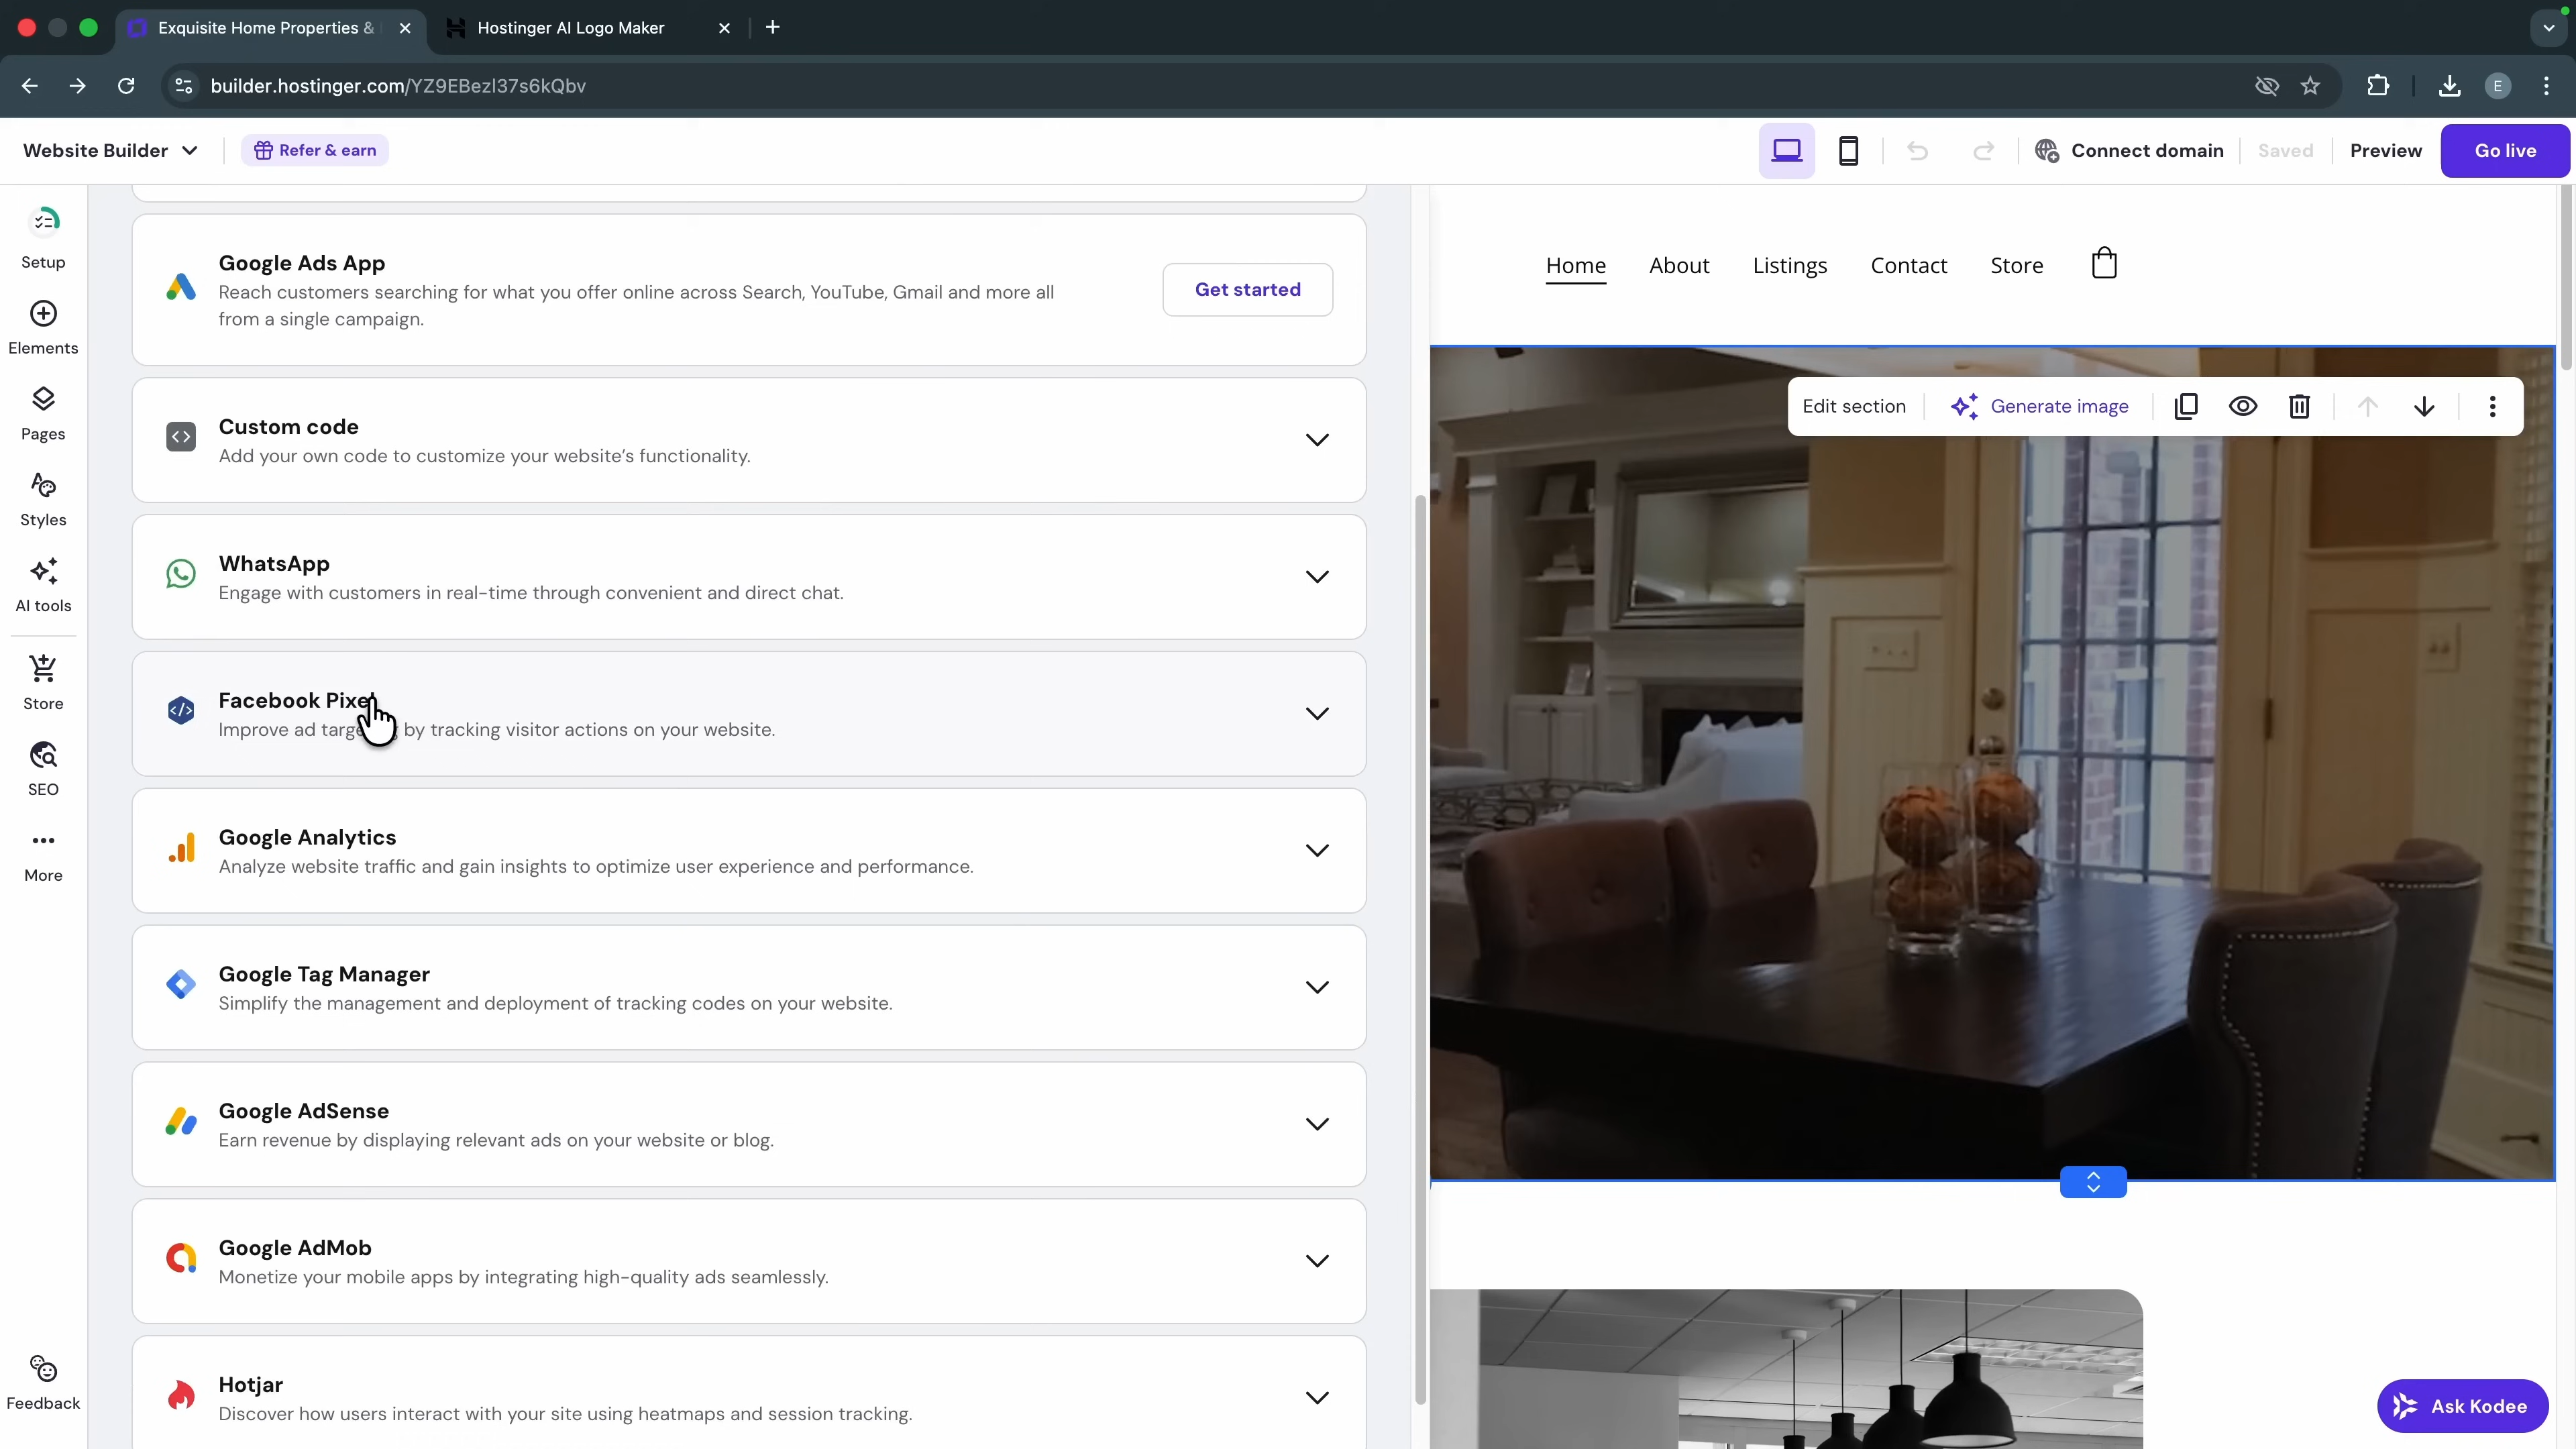 Exquisite Home Properties &
Hostinger AI Logo Maker
builder.hostinger.com/YZ9EBezl37s6kQbv
E
Website Builder
Refer & earn
Connect domain
Saved
Preview
Go live
Setup
Elements
Pages
Styles
AI tools
Store
SEO
More
Feedback
Google Ads App
Reach customers searching for what you offer online across Search, YouTube, Gmail and more all
from a single campaign.
Get started
Custom code
Add your own code to customize your website's functionality.
WhatsApp
Engage with customers in real-time through convenient and direct chat.
Facebook Pixel
Improve ad targeting by tracking visitor actions on your website.
Google Analytics
Analyze website traffic and gain insights to optimize user experience and performance.
Google Tag Manager
Simplify the management and deployment of tracking codes on your website.
Google AdSense
Earn revenue by displaying relevant ads on your website or blog.
Google AdMob
Monetize your mobile apps by integrating high-quality ads seamlessly.
Hotjar
Discover how users interact with your site using heatmaps and session tracking.
Home
About
Listings
Contact
Store
Edit section
Generate image
Ask Kodee